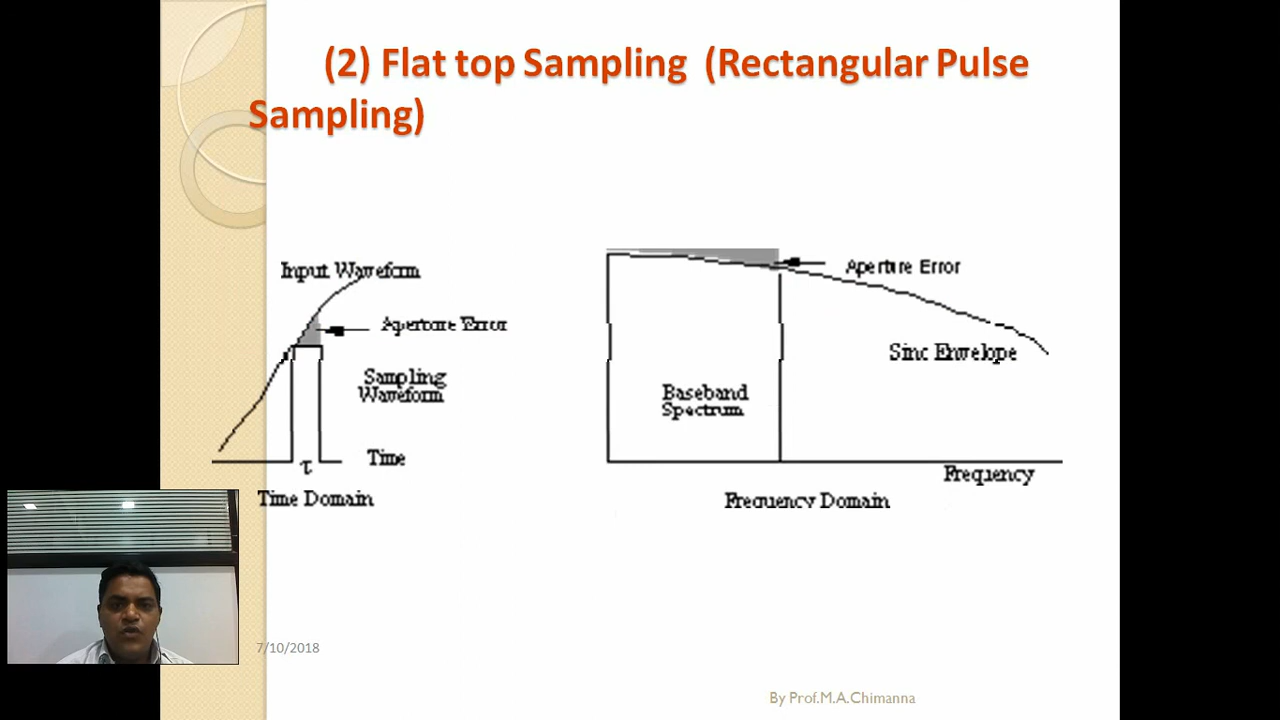 (2) Flat top Sampling (Rectangular Pulse
Sampling)
Input Waveform
Aperture Error
Sampling
Waveform
Time
τ
Time Domain
Aperture Error
Sinc Envelope
Baseband
Spectrum
Frequency
Frequency Domain
7/10/2018
By Prof.M.A.Chimanna